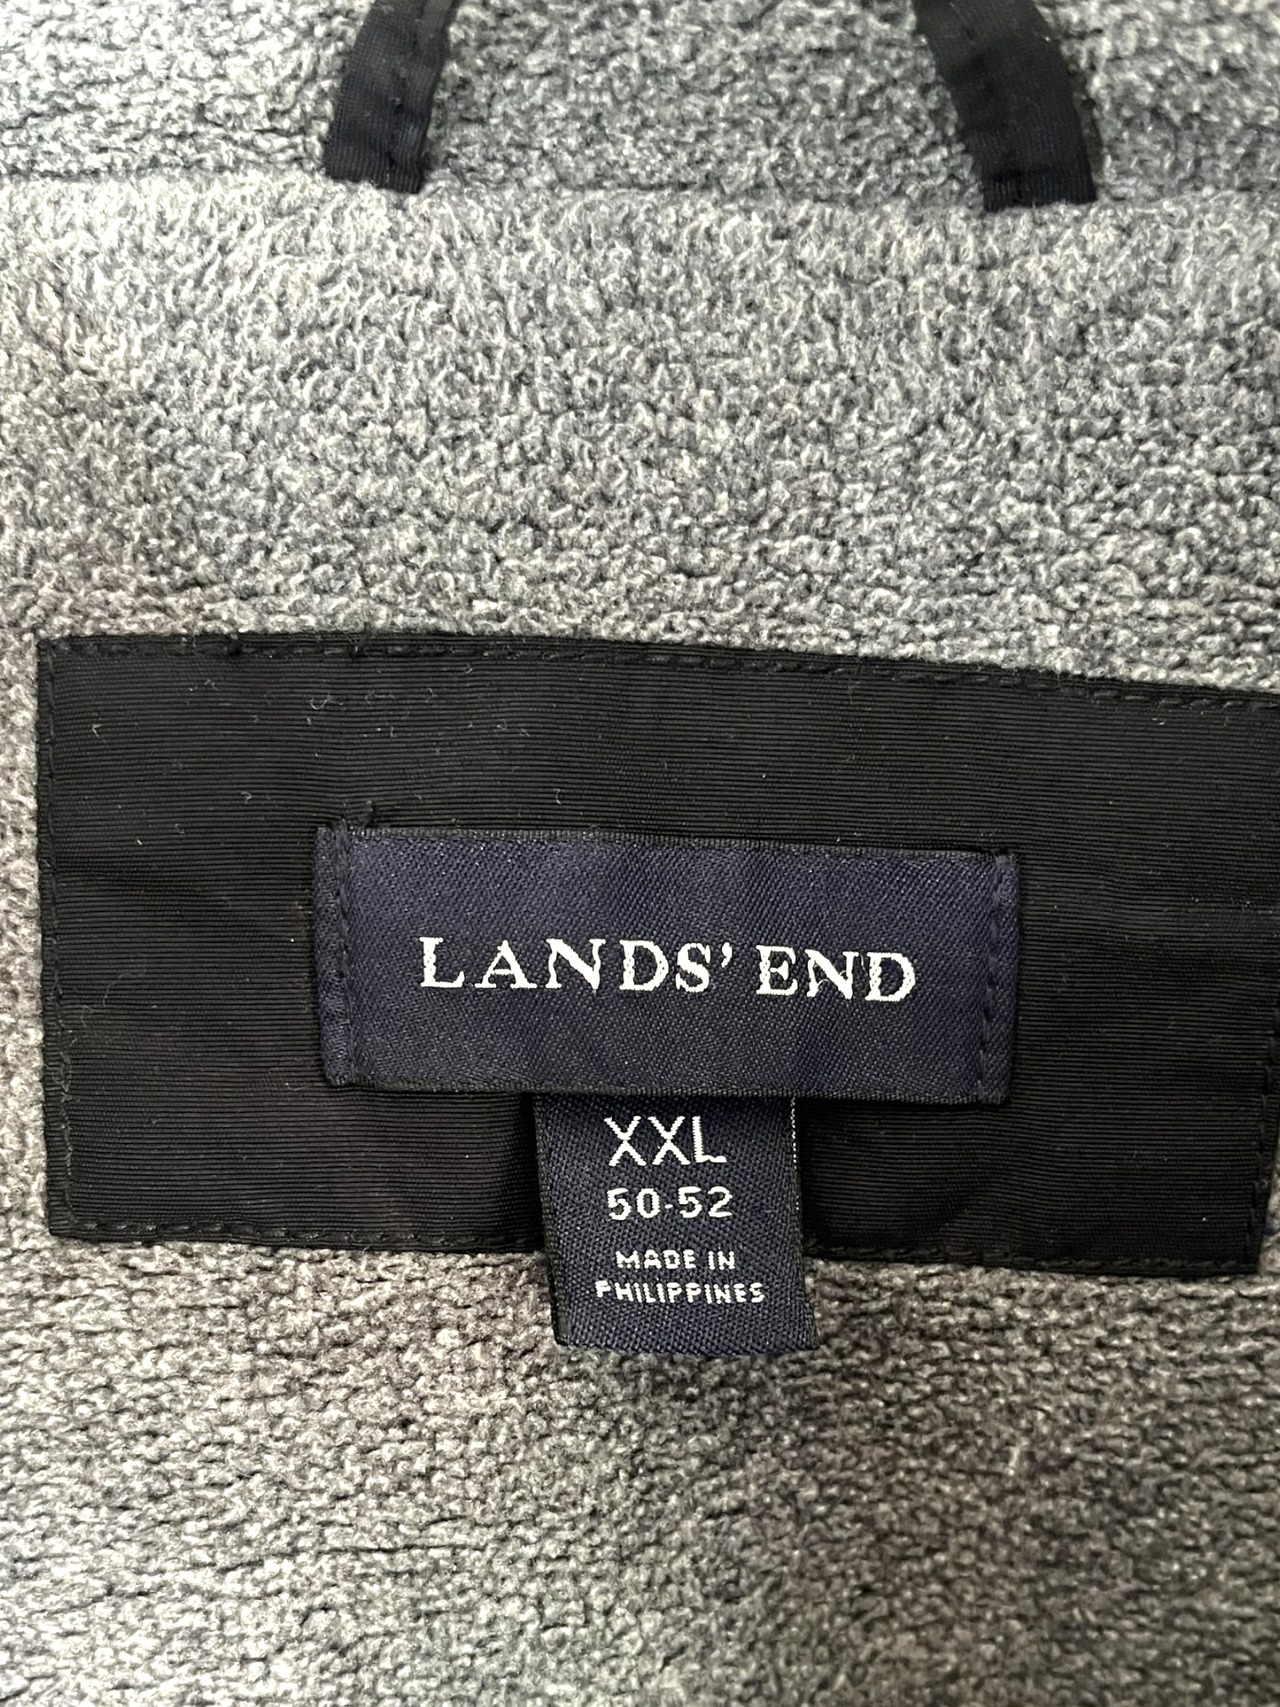 LANDS' END
XXL
50-52
MADE IN
PHILIPPINES